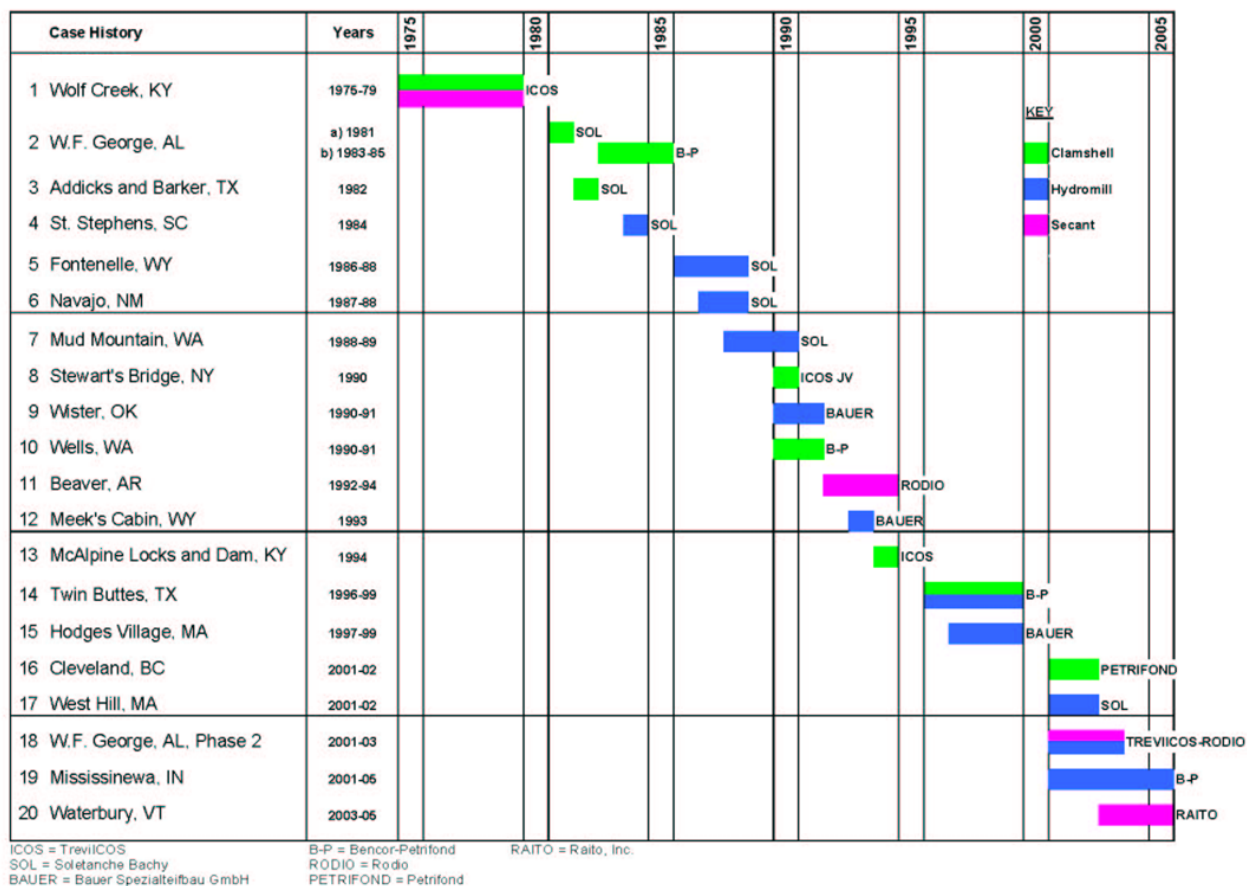 Case History Years 1975 1980 1985 1990 1995 2000 2005
1 Wolf Creek, KY 1975-79 ICOS
KEY
2 W.F. George, AL a) 1981 SOL
b) 1983-85 B-P Clamshell
3 Addicks and Barker, TX 1982 SOL Hydromill
4 St. Stephens, SC 1984 SOL Secant
5 Fontenelle, WY 1986-88 SOL
6 Navajo, NM 1987-88 SOL
7 Mud Mountain, WA 1988-89 SOL
8 Stewart's Bridge, NY 1990 ICOS JV
9 Wister, OK 1990-91 BAUER
10 Wells, WA 1990-91 B-P
11 Beaver, AR 1992-94 RODIO
12 Meek's Cabin, WY 1993 BAUER
13 McAlpine Locks and Dam, KY 1994 ICOS
14 Twin Buttes, TX 1996-99 B-P
15 Hodges Village, MA 1997-99 BAUER
16 Cleveland, BC 2001-02 PETRIFOND
17 West Hill, MA 2001-02 SOL
18 W.F. George, AL, Phase 2 2001-03 TREVIICOS-RODIO
19 Mississinewa, IN 2001-05 B-P
20 Waterbury, VT 2003-05 RAITO
ICOS = TreviICOS B-P = Bencor-Petrifond RAITO = Raito, Inc.
SOL = Soletanche Bachy RODIO = Rodio
BAUER = Bauer Spezialteifbau GmbH PETRIFOND = Petrifond